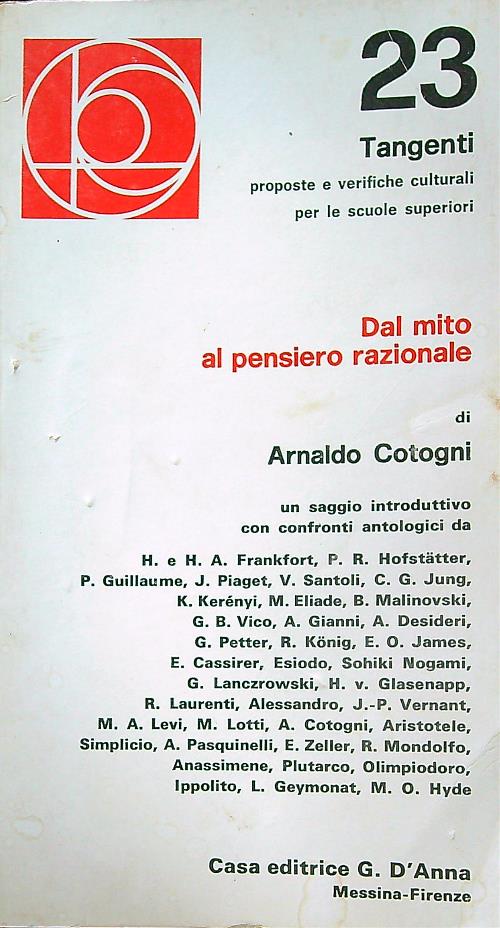 23
Tangenti
proposte e verifiche culturali
per le scuole superiori
Dal mito
al pensiero razionale
di
Arnaldo Cotogni
un saggio introduttivo
con confronti antologici da
H. e H. A. Frankfort, P. R. Hofstätter,
P. Guillaume, J. Piaget, V. Santoli, C. G. Jung,
K. Kerényi, M. Eliade, B. Malinovski,
G. B. Vico, A. Gianni, A. Desideri,
G. Petter, R. König, E. O. James,
E. Cassirer, Esiodo, Sohiki Nogami,
G. Lanczrowski, H. v. Glasenapp,
R. Laurenti, Alessandro, J.-P. Vernant,
M. A. Levi, M. Lotti, A. Cotogni, Aristotele,
Simplicio, A. Pasquinelli, E. Zeller, R. Mondolfo,
Anassimene, Plutarco, Olimpiodoro,
Ippolito, L. Geymonat, M. O. Hyde
Casa editrice G. D'Anna
Messina-Firenze